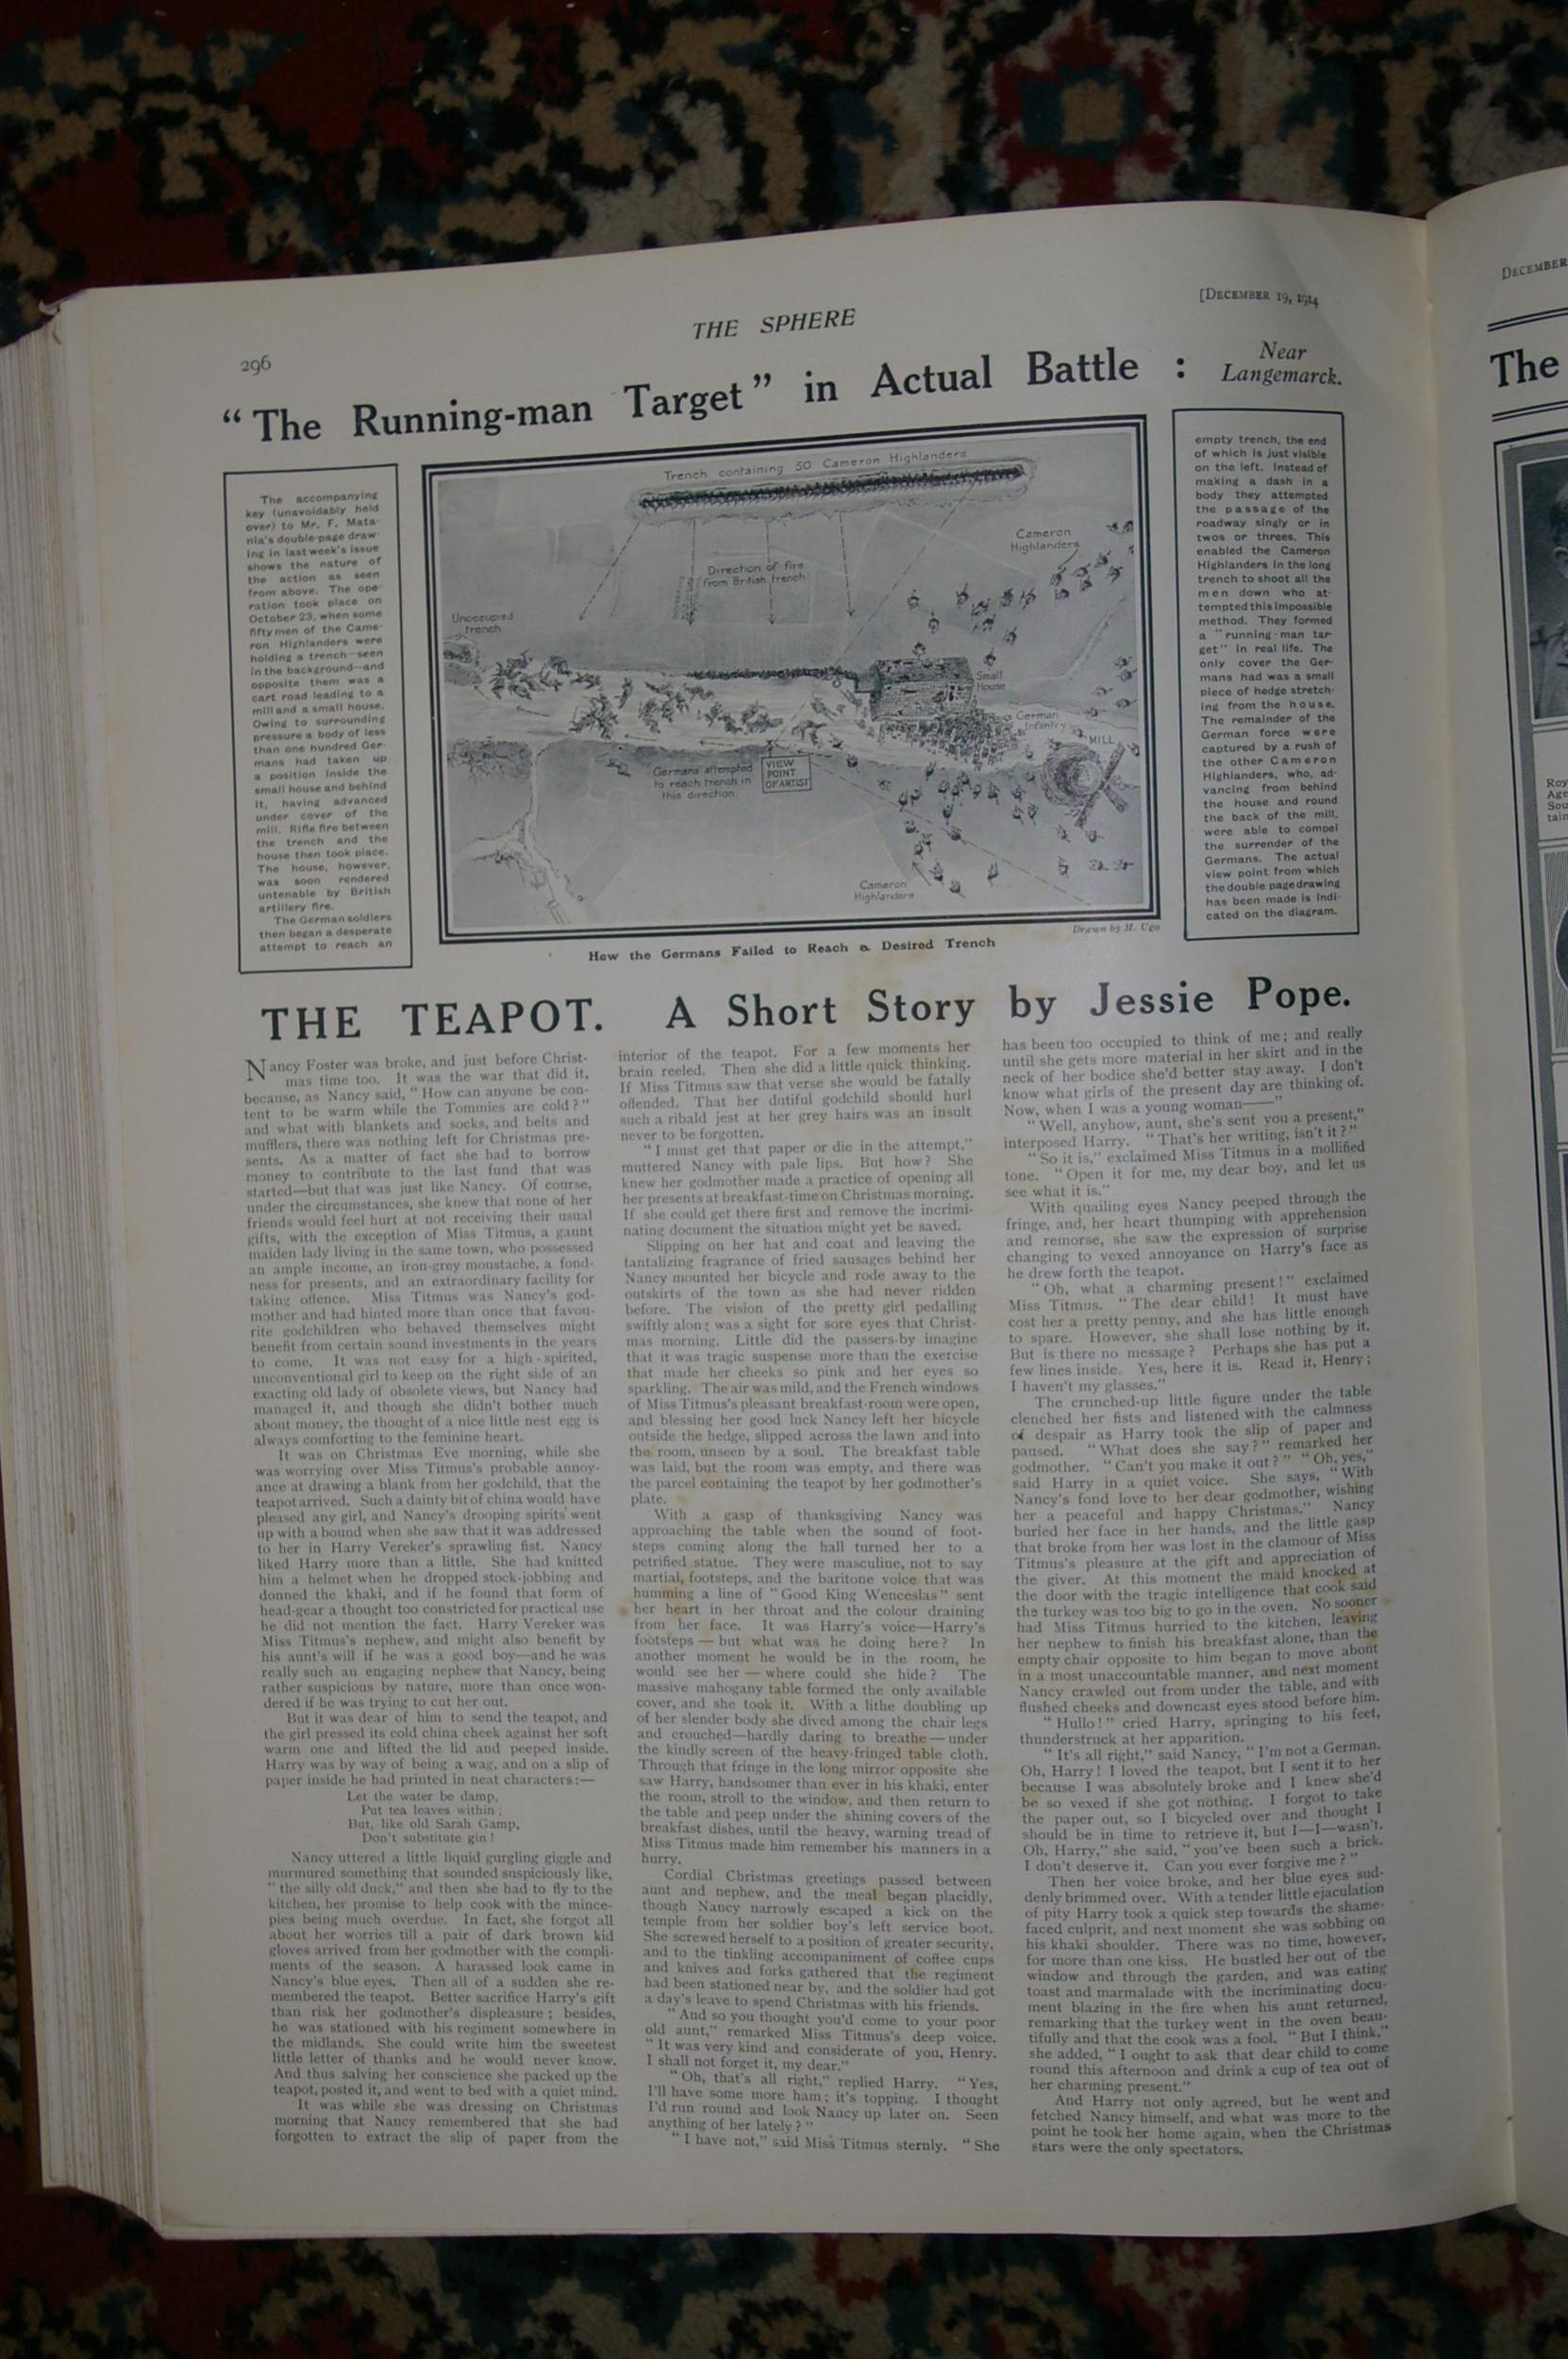 296
THE SPHERE
[DECEMBER 19, 1914
"The Running-man Target" in Actual Battle :
Near
Langemarck.
The accompanying
key (unavoidably held
over) to Mr. F. Mata-
nia's double-page draw-
ing in last week's issue
shows the nature of
the action as seen
from above. The ope-
ration took place on
October 23, when some
fifty men of the Came-
ron Highlanders were
holding a trench—seen
in the background—and
opposite them was a
cart road leading to a
mill and a small house.
Owing to surrounding
pressure a body of less
than one hundred Ger-
mans had taken up
a position inside the
small house and behind
it, having advanced
under cover of the
mill. Rifle fire between
the trench and the
house then took place.
The house, however,
was soon rendered
untenable by British
artillery fire.
The German soldiers
then began a desperate
attempt to reach an
Trench containing 50 Cameron Highlanders
Cameron
Highlanders
Direction of fire
from British trench
Unoccupied
trench
Small
House
German
Infantry
MILL
Germans attempted
to reach trench in
this direction.
VIEW
POINT
OF ARTIST
Cameron
Highlanders
Drawn by M. Ugo
How the Germans Failed to Reach a Desired Trench
empty trench, the end
of which is just visible
on the left. Instead of
making a dash in a
body they attempted
the passage of the
roadway singly or in
twos or threes. This
enabled the Cameron
Highlanders in the long
trench to shoot all the
men down who at-
tempted this impossible
method. They formed
a "running-man tar-
get" in real life. The
only cover the Ger-
mans had was a small
piece of hedge stretch-
ing from the house.
The remainder of the
German force were
captured by a rush of
the other Cameron
Highlanders, who, ad-
vancing from behind
the house and round
the back of the mill,
were able to compel
the surrender of the
Germans. The actual
view point from which
the double page drawing
has been made is indi-
cated on the diagram.
THE TEAPOT. A Short Story by Jessie Pope.
Nancy Foster was broke, and just before Christ-
mas time too. It was the war that did it,
because, as Nancy said, "How can anyone be con-
tent to be warm while the Tommies are cold?"
and what with blankets and socks, and belts and
mufflers, there was nothing left for Christmas pre-
sents. As a matter of fact she had to borrow
money to contribute to the last fund that was
started—but that was just like Nancy. Of course,
under the circumstances, she knew that none of her
friends would feel hurt at not receiving their usual
gifts, with the exception of Miss Titmus, a gaunt
maiden lady living in the same town, who possessed
an ample income, an iron-grey moustache, a fond-
ness for presents, and an extraordinary facility for
taking offence. Miss Titmus was Nancy's god-
mother and had hinted more than once that favou-
rite godchildren who behaved themselves might
benefit from certain sound investments in the years
to come. It was not easy for a high-spirited,
unconventional girl to keep on the right side of an
exacting old lady of obsolete views, but Nancy had
managed it, and though she didn't bother much
about money, the thought of a nice little nest egg is
always comforting to the feminine heart.
It was on Christmas Eve morning, while she
was worrying over Miss Titmus's probable annoy-
ance at drawing a blank from her godchild, that the
teapot arrived. Such a dainty bit of china would have
pleased any girl, and Nancy's drooping spirits went
up with a bound when she saw that it was addressed
to her in Harry Vereker's sprawling fist. Nancy
liked Harry more than a little. She had knitted
him a helmet when he dropped stock-jobbing and
donned the khaki, and if he found that form of
head-gear a thought too constricted for practical use
he did not mention the fact. Harry Vereker was
Miss Titmus's nephew, and might also benefit by
his aunt's will if he was a good boy—and he was
really such an engaging nephew that Nancy, being
rather suspicious by nature, more than once won-
dered if he was trying to cut her out.
But it was dear of him to send the teapot, and
the girl pressed its cold china cheek against her soft
warm one and lifted the lid and peeped inside.
Harry was by way of being a wag, and on a slip of
paper inside he had printed in neat characters:—
Let the water be damp,
Put tea leaves within;
But, like old Sarah Gamp,
Don't substitute gin!
Nancy uttered a little liquid gurgling giggle and
murmured something that sounded suspiciously like,
"the silly old duck," and then she had to fly to the
kitchen, her promise to help cook with the mince-
pies being much overdue. In fact, she forgot all
about her worries till a pair of dark brown kid
gloves arrived from her godmother with the compli-
ments of the season. A harassed look came in
Nancy's blue eyes. Then all of a sudden she re-
membered the teapot. Better sacrifice Harry's gift
than risk her godmother's displeasure; besides,
he was stationed with his regiment somewhere in
the midlands. She could write him the sweetest
little letter of thanks and he would never know.
And thus salving her conscience she packed up the
teapot, posted it, and went to bed with a quiet mind.
It was while she was dressing on Christmas
morning that Nancy remembered that she had
forgotten to extract the slip of paper from the
interior of the teapot. For a few moments her
brain reeled. Then she did a little quick thinking.
If Miss Titmus saw that verse she would be fatally
offended. That her dutiful godchild should hurl
such a ribald jest at her grey hairs was an insult
never to be forgotten.
"I must get that paper or die in the attempt,"
muttered Nancy with pale lips. But how? She
knew her godmother made a practice of opening all
her presents at breakfast-time on Christmas morning.
If she could get there first and remove the incrimi-
nating document the situation might yet be saved.
Slipping on her hat and coat and leaving the
tantalizing fragrance of fried sausages behind her
Nancy mounted her bicycle and rode away to the
outskirts of the town as she had never ridden
before. The vision of the pretty girl pedalling
swiftly along was a sight for sore eyes that Christ-
mas morning. Little did the passers-by imagine
that it was tragic suspense more than the exercise
that made her cheeks so pink and her eyes so
sparkling. The air was mild, and the French windows
of Miss Titmus's pleasant breakfast-room were open,
and blessing her good luck Nancy left her bicycle
outside the hedge, slipped across the lawn and into
the room, unseen by a soul. The breakfast table
was laid, but the room was empty, and there was
the parcel containing the teapot by her godmother's
plate.
With a gasp of thanksgiving Nancy was
approaching the table when the sound of foot-
steps coming along the hall turned her to a
petrified statue. They were masculine, not to say
martial, footsteps, and the baritone voice that was
humming a line of "Good King Wenceslas" sent
her heart in her throat and the colour draining
from her face. It was Harry's voice—Harry's
footsteps—but what was he doing here? In
another moment he would be in the room, he
would see her—where could she hide? The
massive mahogany table formed the only available
cover, and she took it. With a lithe doubling up
of her slender body she dived among the chair legs
and crouched—hardly daring to breathe—under
the kindly screen of the heavy-fringed table cloth.
Through that fringe in the long mirror opposite she
saw Harry, handsomer than ever in his khaki, enter
the room, stroll to the window, and then return to
the table and peep under the shining covers of the
breakfast dishes, until the heavy, warning tread of
Miss Titmus made him remember his manners in a
hurry.
Cordial Christmas greetings passed between
aunt and nephew, and the meal began placidly,
though Nancy narrowly escaped a kick on the
temple from her soldier boy's left service boot.
She screwed herself to a position of greater security,
and to the tinkling accompaniment of coffee cups
and knives and forks gathered that the regiment
had been stationed near by, and the soldier had got
a day's leave to spend Christmas with his friends.
"And so you thought you'd come to your poor
old aunt," remarked Miss Titmus's deep voice.
"It was very kind and considerate of you, Henry.
I shall not forget it, my dear."
"Oh, that's all right," replied Harry. "Yes,
I'll have some more ham; it's topping. I thought
I'd run round and look Nancy up later on. Seen
anything of her lately?"
"I have not," said Miss Titmus sternly. "She
has been too occupied to think of me; and really
until she gets more material in her skirt and in the
neck of her bodice she'd better stay away. I don't
know what girls of the present day are thinking of.
Now, when I was a young woman——"
"Well, anyhow, aunt, she's sent you a present,"
interposed Harry. "That's her writing, isn't it?"
"So it is," exclaimed Miss Titmus in a mollified
tone. "Open it for me, my dear boy, and let us
see what it is."
With quailing eyes Nancy peeped through the
fringe, and, her heart thumping with apprehension
and remorse, she saw the expression of surprise
changing to vexed annoyance on Harry's face as
he drew forth the teapot.
"Oh, what a charming present!" exclaimed
Miss Titmus. "The dear child! It must have
cost her a pretty penny, and she has little enough
to spare. However, she shall lose nothing by it.
But is there no message? Perhaps she has put a
few lines inside. Yes, here it is. Read it, Henry;
I haven't my glasses."
The crunched-up little figure under the table
clenched her fists and listened with the calmness
of despair as Harry took the slip of paper and
paused. "What does she say?" remarked her
godmother. "Can't you make it out?" "Oh, yes,"
said Harry in a quiet voice. She says, "With
Nancy's fond love to her dear godmother, wishing
her a peaceful and happy Christmas." Nancy
buried her face in her hands, and the little gasp
that broke from her was lost in the clamour of Miss
Titmus's pleasure at the gift and appreciation of
the giver. At this moment the maid knocked at
the door with the tragic intelligence that cook said
the turkey was too big to go in the oven. No sooner
had Miss Titmus hurried to the kitchen, leaving
her nephew to finish his breakfast alone, than the
empty chair opposite to him began to move about
in a most unaccountable manner, and next moment
Nancy crawled out from under the table, and with
flushed cheeks and downcast eyes stood before him.
"Hullo!" cried Harry, springing to his feet,
thunderstruck at her apparition.
"It's all right," said Nancy, "I'm not a German.
Oh, Harry! I loved the teapot, but I sent it to her
because I was absolutely broke and I knew she'd
be so vexed if she got nothing. I forgot to take
the paper out, so I bicycled over and thought I
should be in time to retrieve it, but I—I—wasn't.
Oh, Harry," she said, "you've been such a brick.
I don't deserve it. Can you ever forgive me?"
Then her voice broke, and her blue eyes sud-
denly brimmed over. With a tender little ejaculation
of pity Harry took a quick step towards the shame-
faced culprit, and next moment she was sobbing on
his khaki shoulder. There was no time, however,
for more than one kiss. He bustled her out of the
window and through the garden, and was eating
toast and marmalade with the incriminating docu-
ment blazing in the fire when his aunt returned,
remarking that the turkey went in the oven beau-
tifully and that the cook was a fool. "But I think,"
she added, "I ought to ask that dear child to come
round this afternoon and drink a cup of tea out of
her charming present."
And Harry not only agreed, but he went and
fetched Nancy himself, and what was more to the
point he took her home again, when the Christmas
stars were the only spectators.
DECEMBER
The
Roy
Age
Sou
tain